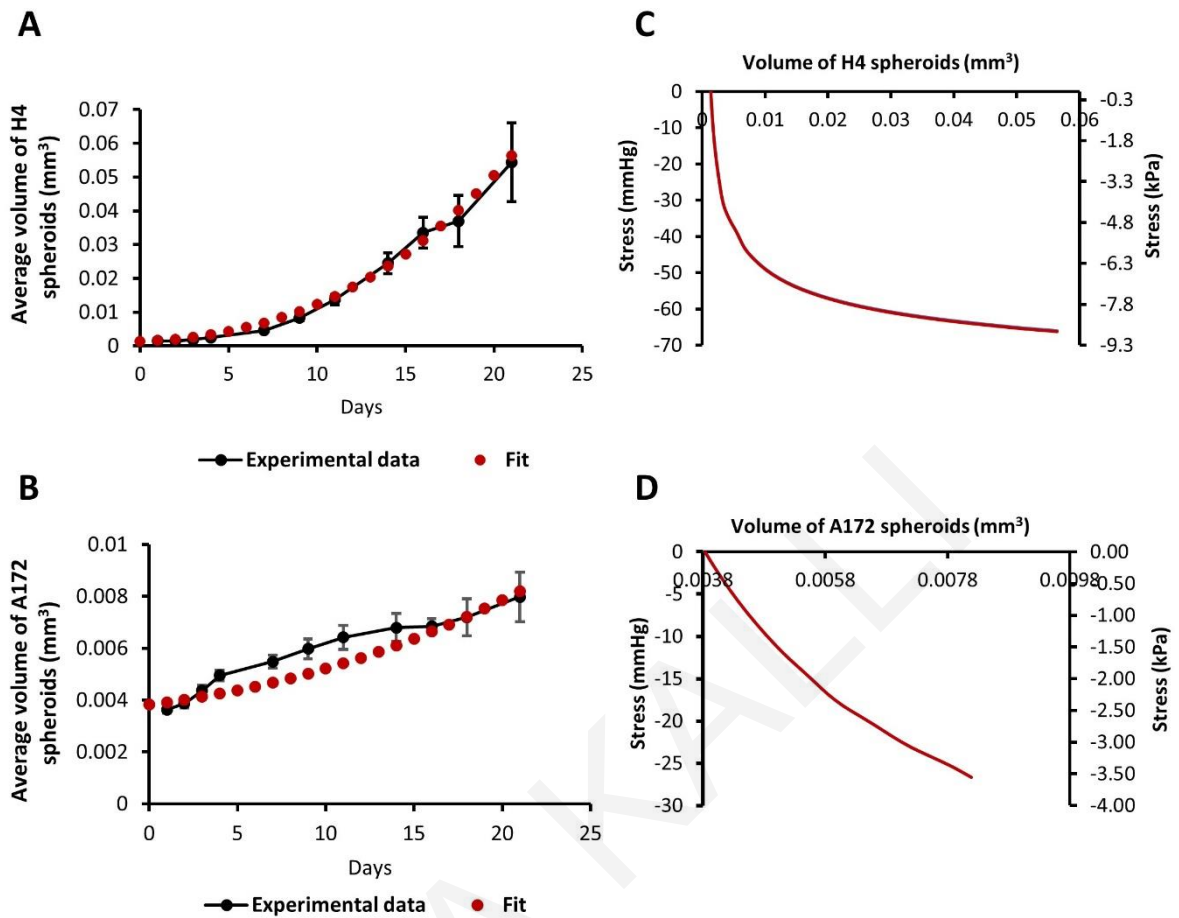 A
Average volume of H4
spheroids (mm³)
0.07
0.06
0.05
0.04
0.03
0.02
0.01
0
0 5 10 15 20 25
Days
Experimental data Fit
B
Average volume of A172
spheroids (mm³)
0.01
0.008
0.006
0.004
0.002
0
0 5 10 15 20 25
Days
Experimental data Fit
C
Volume of H4 spheroids (mm³)
0 0.01 0.02 0.03 0.04 0.05 0.06
Stress (mmHg)
0
-10
-20
-30
-40
-50
-60
-70
Stress (kPa)
-0.3
-1.8
-3.3
-4.8
-6.3
-7.8
-9.3
D
Volume of A172 spheroids (mm³)
0.0038 0.0058 0.0078 0.0098
Stress (mmHg)
0
-5
-10
-15
-20
-25
-30
Stress (kPa)
0.00
-0.50
-1.00
-1.50
-2.00
-2.50
-3.00
-3.50
-4.00
A KALLI